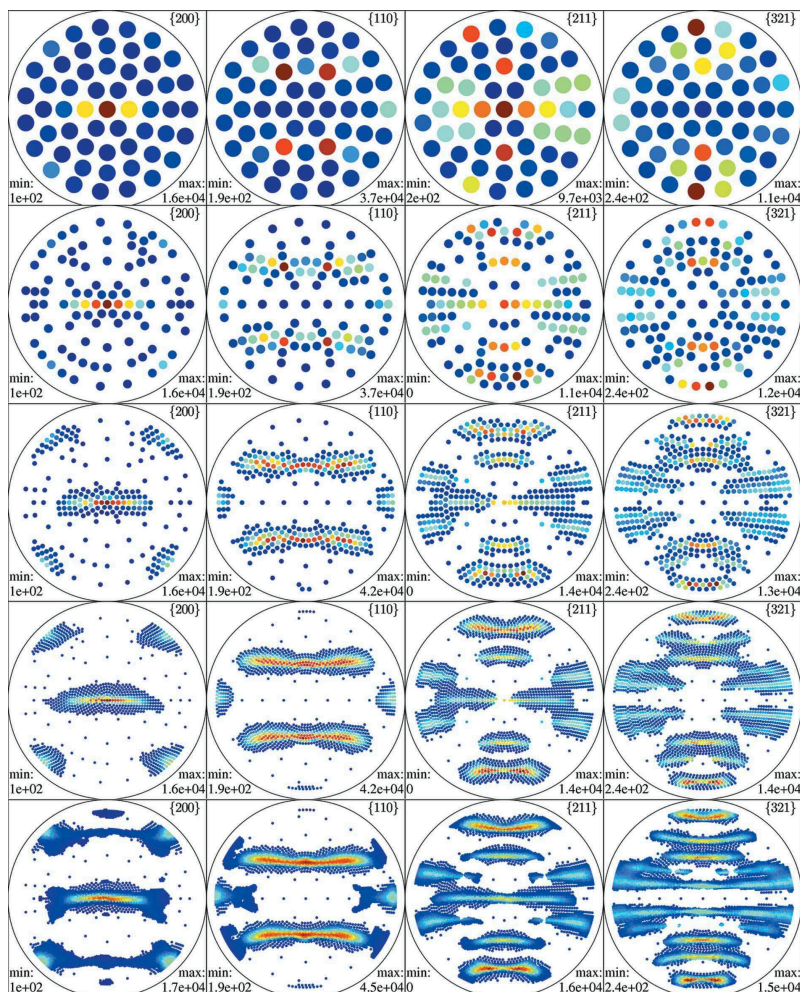 {200} {110} {211} {321}
min: max: min: max: min: max: min: max:
1e+02 1.6e+04 1.9e+02 3.7e+04 2e+02 9.7e+03 2.4e+02 1.1e+04
{200} {110} {211} {321}
min: max: min: max: min: max: min: max:
1e+02 1.6e+04 1.9e+02 3.7e+04 0 1.1e+04 2.4e+02 1.2e+04
{200} {110} {211} {321}
min: max: min: max: min: max: min: max:
1e+02 1.6e+04 1.9e+02 4.2e+04 0 1.4e+04 2.4e+02 1.3e+04
{200} {110} {211} {321}
min: max: min: max: min: max: min: max:
1e+02 1.6e+04 1.9e+02 4.2e+04 0 1.4e+04 2.4e+02 1.4e+04
{200} {110} {211} {321}
min: max: min: max: min: max: min: max:
1e+02 1.7e+04 1.9e+02 4.5e+04 0 1.6e+04 2.4e+02 1.5e+04